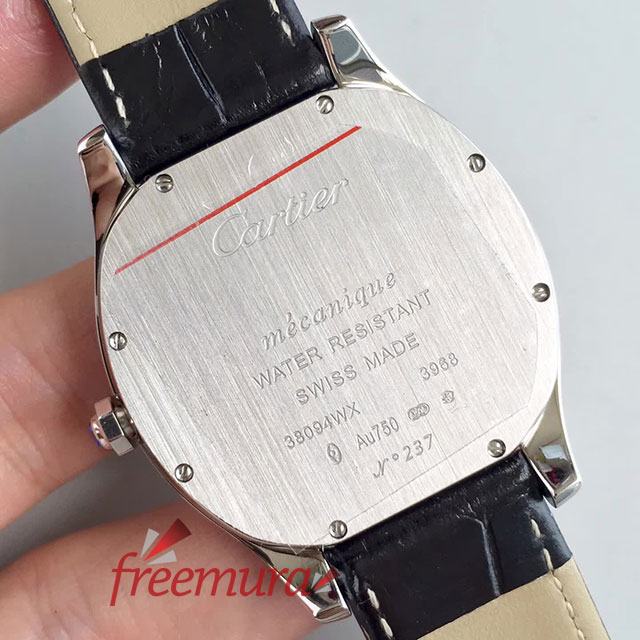 Cartier
mécanique
WATER RESISTANT
SWISS MADE
38094WX 3968
Au750
N° 237
freemura